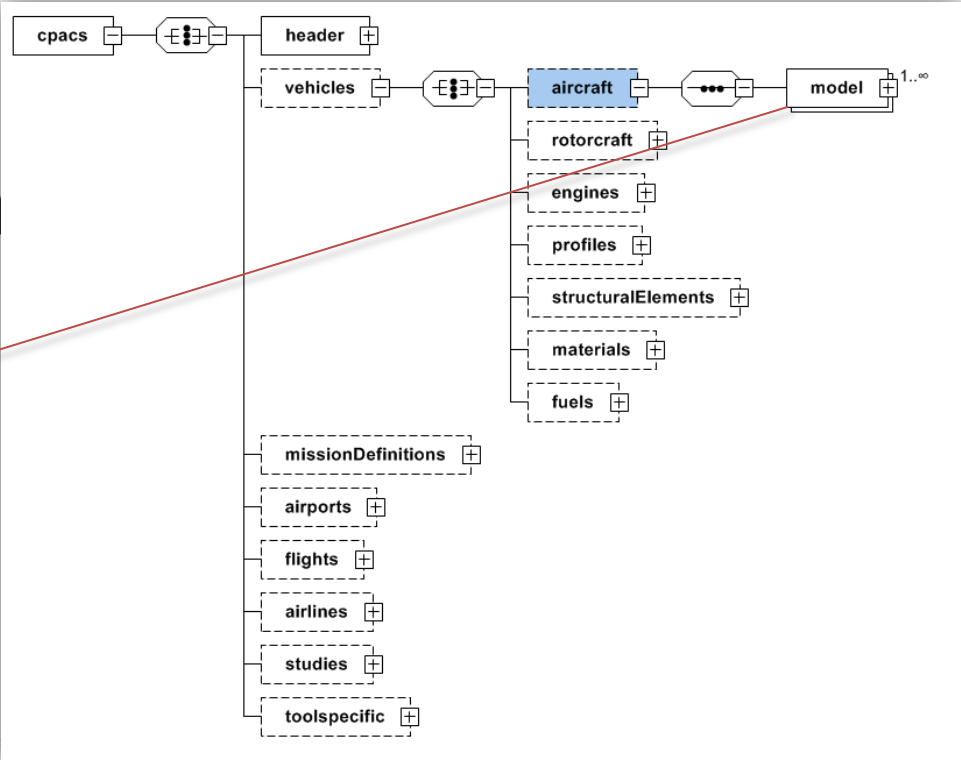 cpacs
header
vehicles
aircraft
model
1..∞
rotorcraft
engines
profiles
structuralElements
materials
fuels
missionDefinitions
airports
flights
airlines
studies
toolspecific